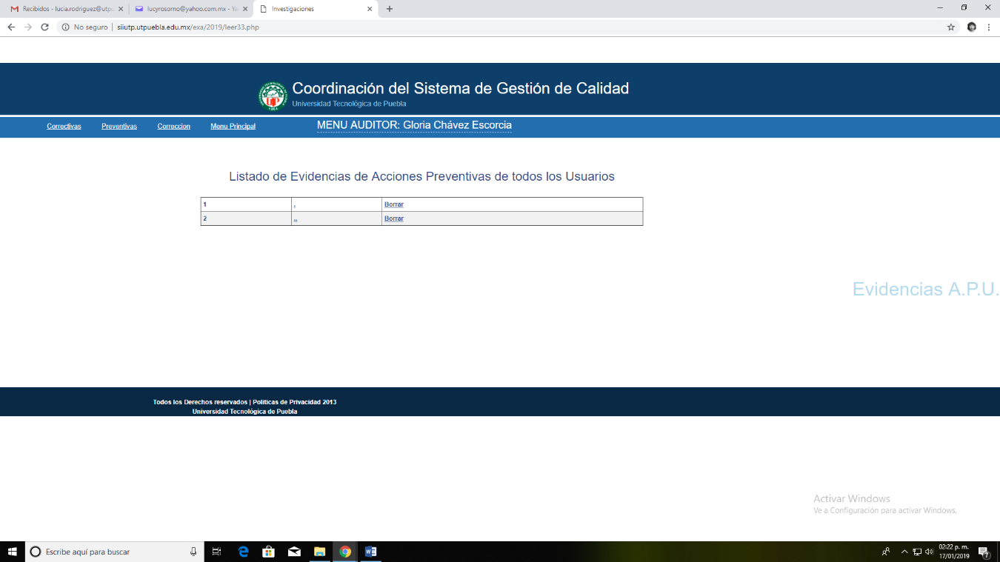 Recibidos - lucia.rodriguez@utp
lucyrosorno@yahoo.com.mx - Ya
Investigaciones
No seguro | siiutp.utpuebla.edu.mx/exa/2019/leer33.php
Coordinación del Sistema de Gestión de Calidad
Universidad Tecnológica de Puebla
Correctivas Preventivas Correccion Menu Principal MENU AUDITOR: Gloria Chávez Escorcia
Listado de Evidencias de Acciones Preventivas de todos los Usuarios
1 . Borrar
2 .. Borrar
Evidencias A.P.U.
Todos los Derechos reservados | Politicas de Privacidad 2013
Universidad Tecnológica de Puebla
Activar Windows
Ve a Configuración para activar Windows.
Escribe aquí para buscar
02:22 p. m.
17/01/2019
7